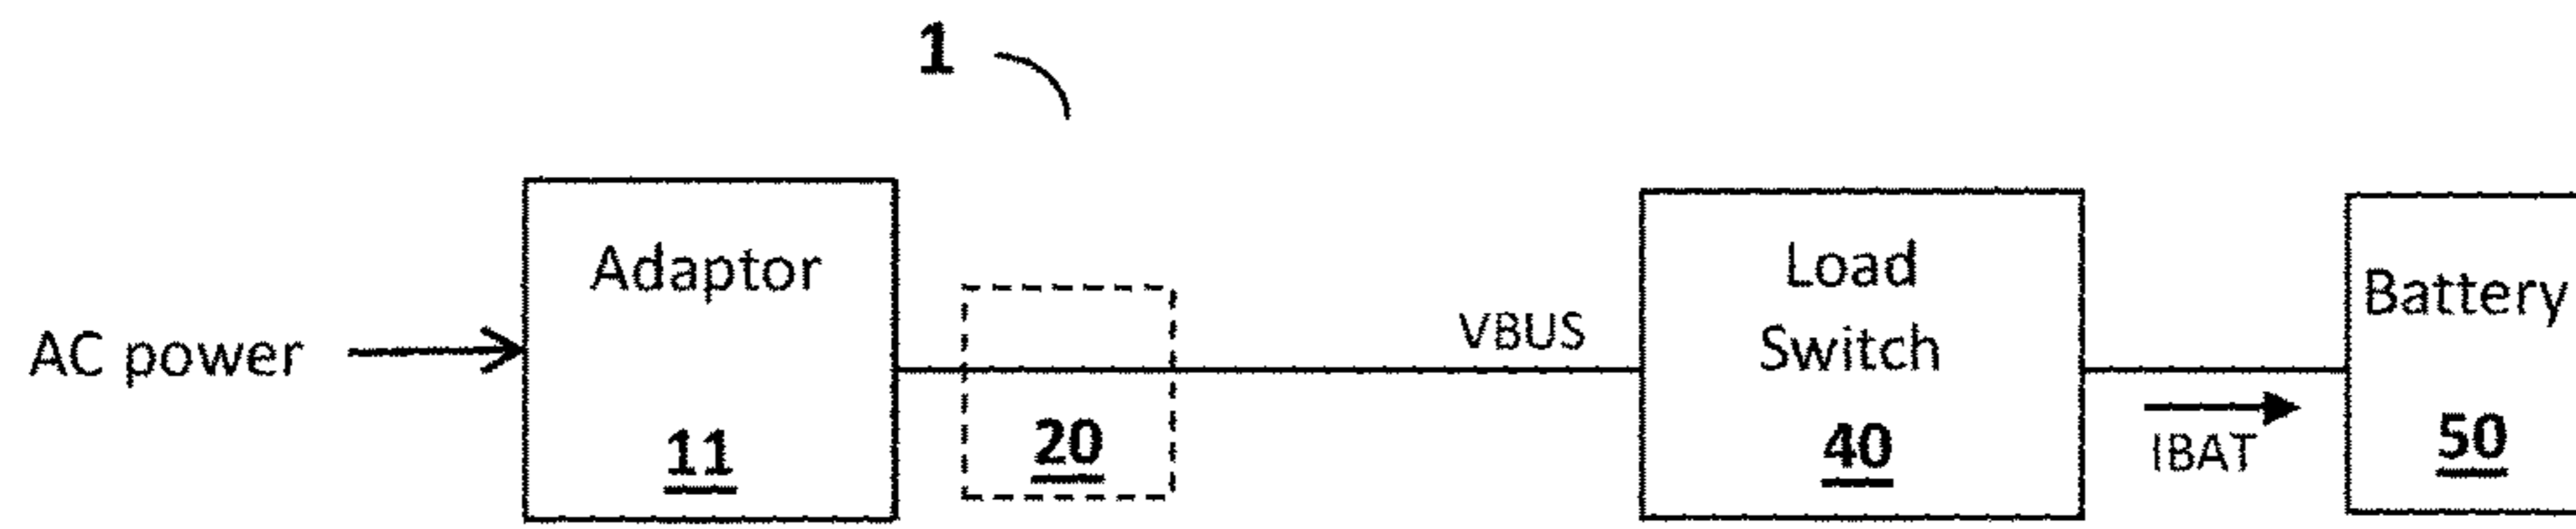 1
Adaptor
Load
Switch
Battery
AC power
VBUS
11
20
40
IBAT
50